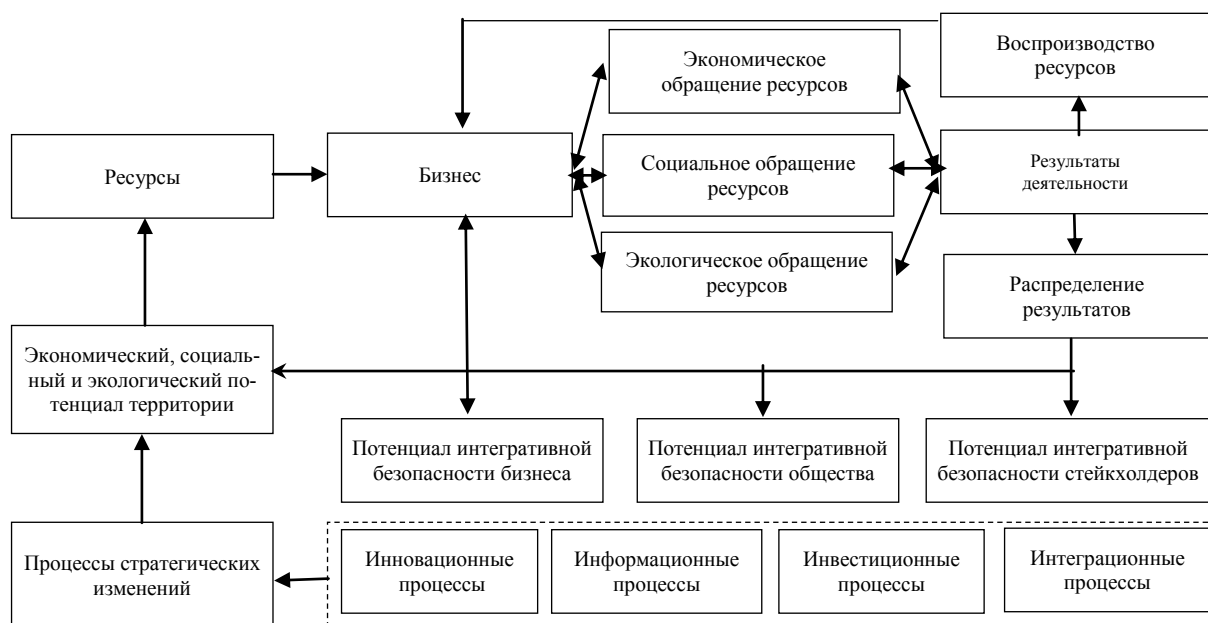 Воспроизводство
ресурсов
Экономическое
обращение ресурсов
Ресурсы
Бизнес
Социальное обращение
ресурсов
Результаты
деятельности
Экологическое обращение
ресурсов
Распределение
результатов
Экономический, социаль-
ный и экологический по-
тенциал территории
Потенциал интегративной
безопасности бизнеса
Потенциал интегративной
безопасности общества
Потенциал интегративной
безопасности стейкхолдеров
Процессы стратегических
изменений
Инновационные
процессы
Информационные
процессы
Инвестиционные
процессы
Интеграционные
процессы